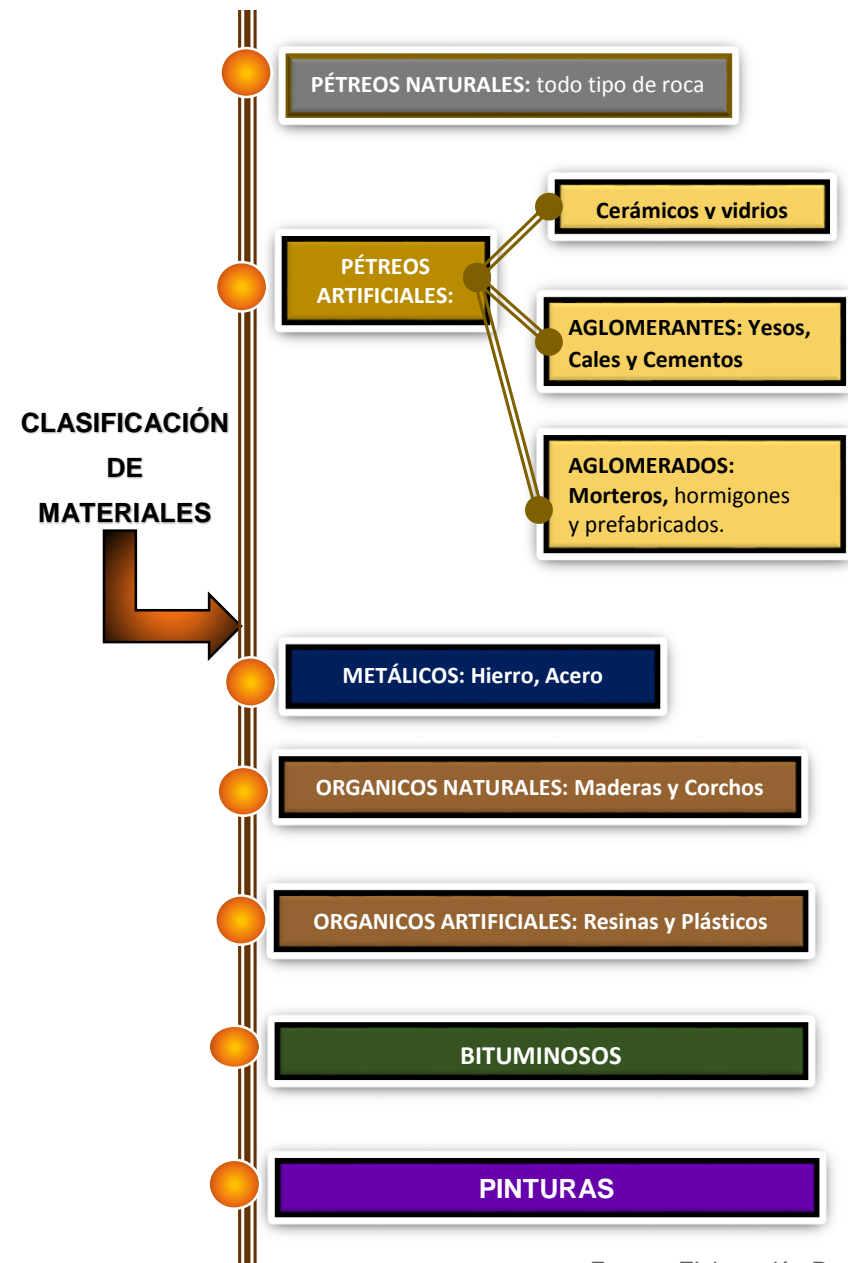 PÉTREOS NATURALES: todo tipo de roca
Cerámicos y vidrios
PÉTREOS
ARTIFICIALES:
AGLOMERANTES: Yesos,
Cales y Cementos
CLASIFICACIÓN
DE
MATERIALES
AGLOMERADOS:
Morteros, hormigones
y prefabricados.
METÁLICOS: Hierro, Acero
ORGANICOS NATURALES: Maderas y Corchos
ORGANICOS ARTIFICIALES: Resinas y Plásticos
BITUMINOSOS
PINTURAS